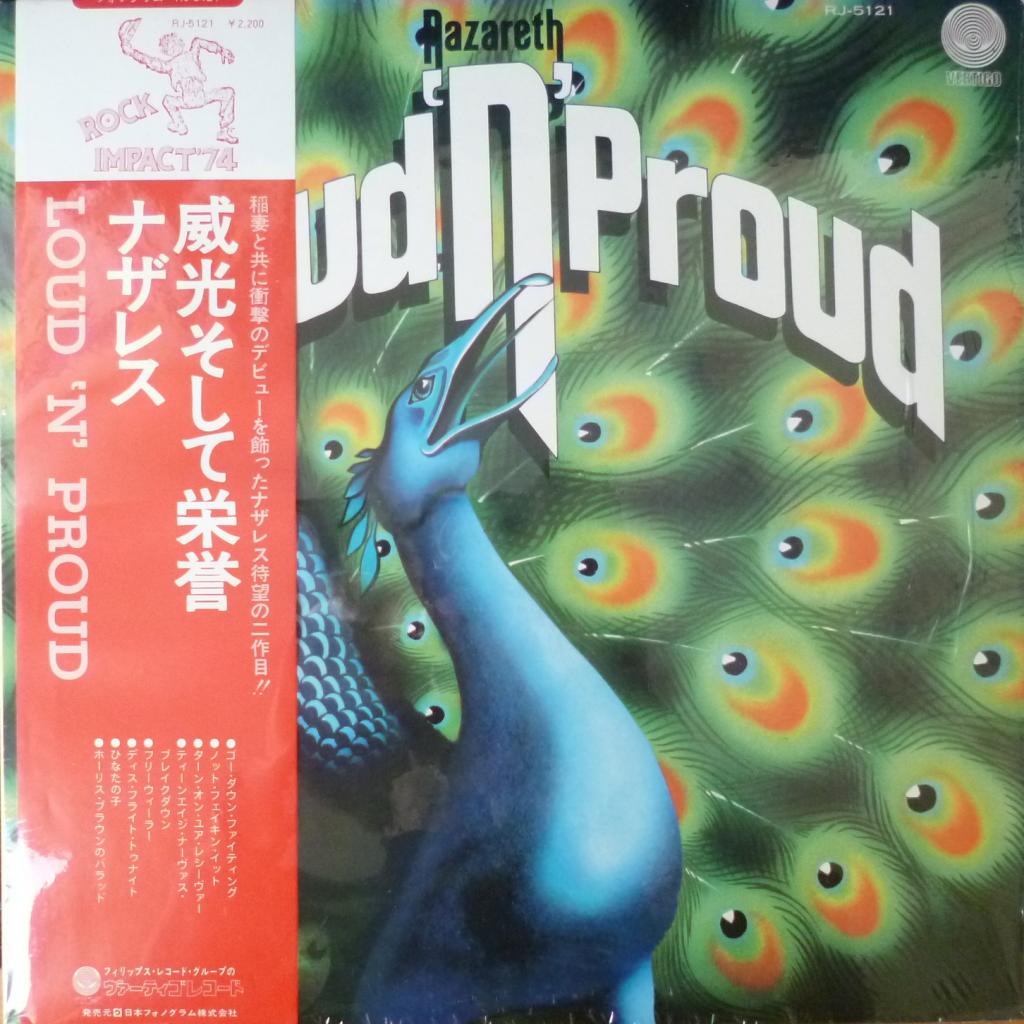 フォノグラム RJ-5121
RJ-5121 ¥2,200
ROCK
IMPACT'74
稲妻と共に衝撃のデビューを飾ったナザレス待望の二作目!!
威光そして栄誉
ナザレス
LOUD 'N' PROUD
●ゴー・ダウン・ファイティング
●ノット・フェイキン・イット
●ターン・オン・ユア・レシーヴァー
●ティーンエイジ・ナーヴァス・
ブレイクダウン
●フリーウィーラー
●ディス・フライト・トゥナイト
●ひなたの子
●ホーリス・ブラウンのバラッド
フィリップス・レコード・グループの
ヴァーティゴレコード
発売元 日本フォノグラム株式会社
Nazareth
oud 'n' Proud
RJ-5121
VERTIGO